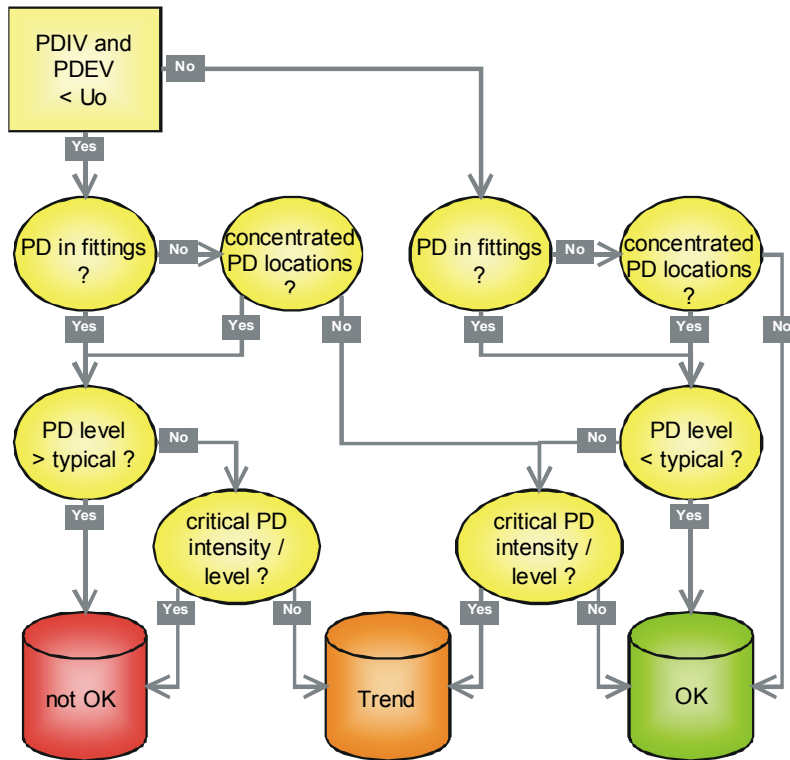 PDIV and
PDEV
< Uo
No
Yes
PD in fittings
?
No
concentrated
PD locations
?
PD in fittings
?
No
concentrated
PD locations
?
Yes
Yes
No
Yes
Yes
No
PD level
> typical ?
No
No
PD level
< typical ?
Yes
critical PD
intensity /
level ?
critical PD
intensity /
level ?
Yes
Yes
No
Yes
No
not OK
Trend
OK